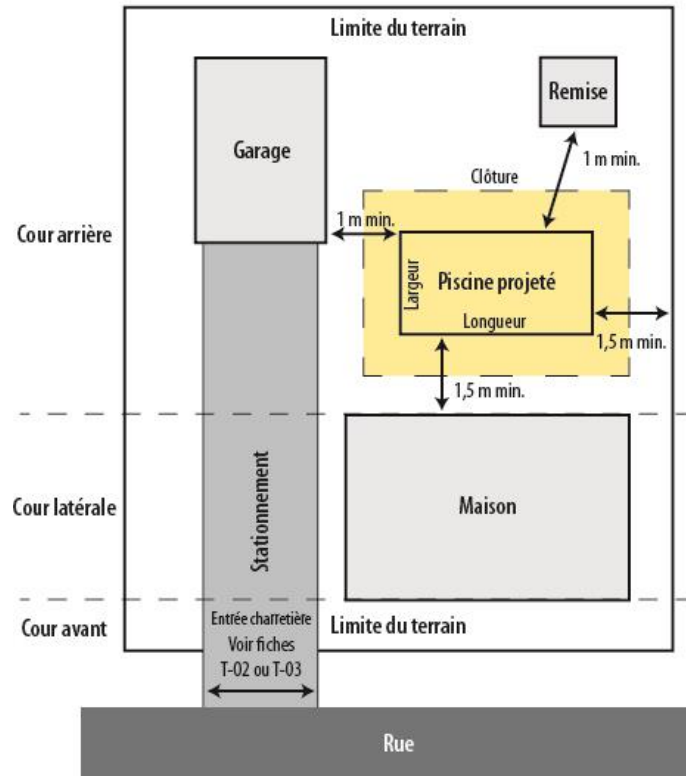 Limite du terrain
Remise
Garage
1 m min.
Clôture
1 m min.
Cour arrière
Largeur
Piscine projeté
Longueur
1,5 m min.
1,5 m min.
Stationnement
Cour latérale
Maison
Entrée charretière
Voir fiches
T-02 ou T-03
Cour avant
Limite du terrain
Rue